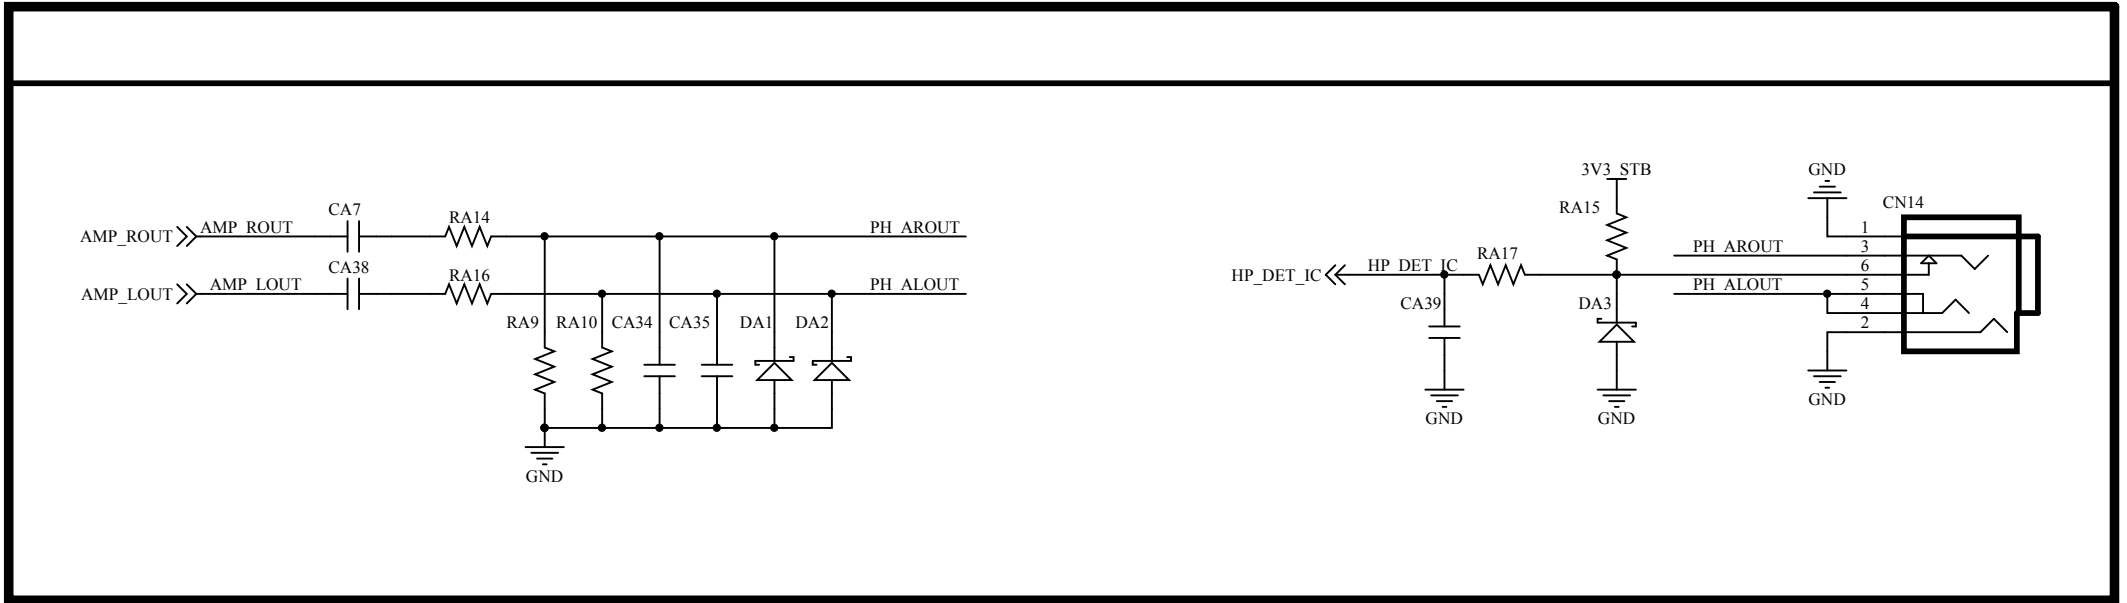 3V3_STB
GND
CA7
RA14
RA15
CN14
AMP_ROUT
AMP_ROUT
PH_AROUT
1
PH_AROUT
3
CA38
RA16
HP_DET_IC
HP_DET_IC
RA17
6
AMP_LOUT
AMP_LOUT
PH_ALOUT
PH_ALOUT
5
CA39
DA3
4
RA9
RA10
CA34
CA35
DA1
DA2
2
GND
GND
GND
GND